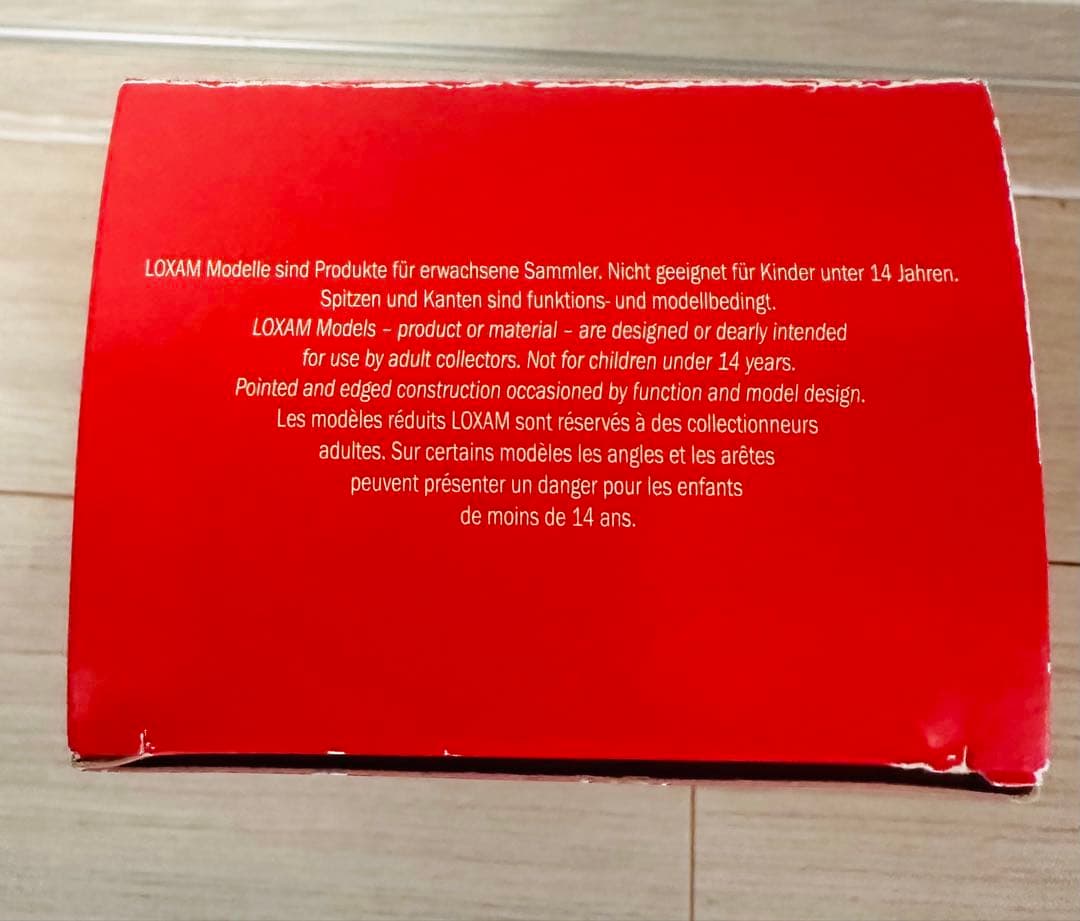 LOXAM Modelle sind Produkte für erwachsene Sammler. Nicht geeignet für Kinder unter 14 Jahren.
Spitzen und Kanten sind funktions- und modellbedingt.
LOXAM Models – product or material – are designed or dearly intended
for use by adult collectors. Not for children under 14 years.
Pointed and edged construction occasioned by function and model design.
Les modèles réduits LOXAM sont réservés à des collectionneurs
adultes. Sur certains modèles les angles et les arêtes
peuvent présenter un danger pour les enfants
de moins de 14 ans.